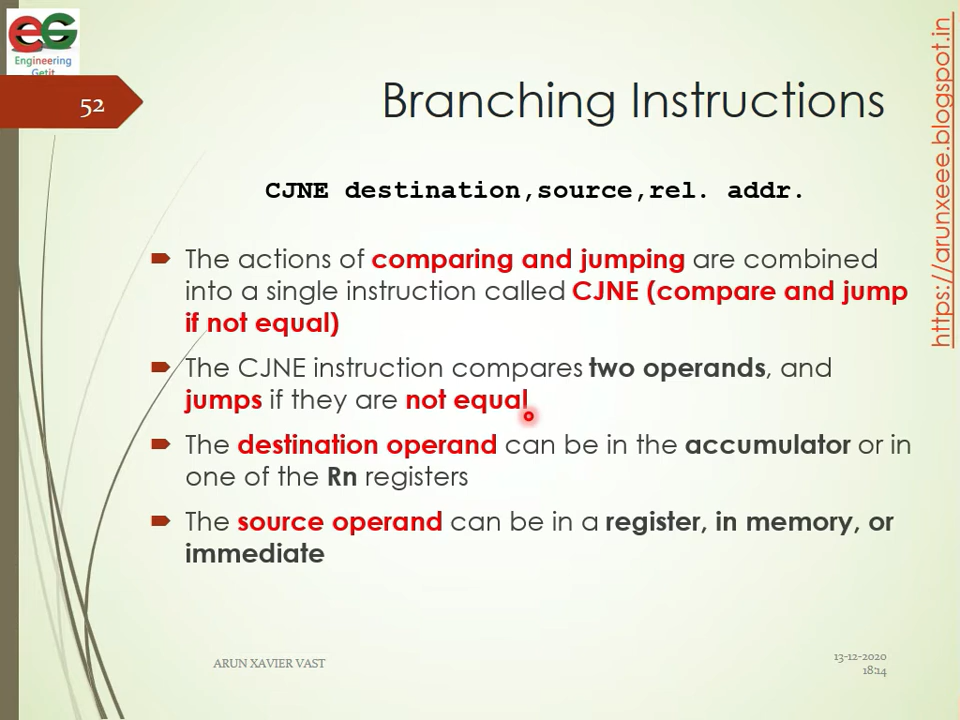 eG
Engineering
Getit
52
Branching Instructions
https://arunxeee.blogspot.in
CJNE destination,source,rel. addr.
The actions of comparing and jumping are combined
into a single instruction called CJNE (compare and jump
if not equal)
The CJNE instruction compares two operands, and
jumps if they are not equal
The destination operand can be in the accumulator or in
one of the Rn registers
The source operand can be in a register, in memory, or
immediate
ARUN XAVIER VAST
13-12-2020
18:14